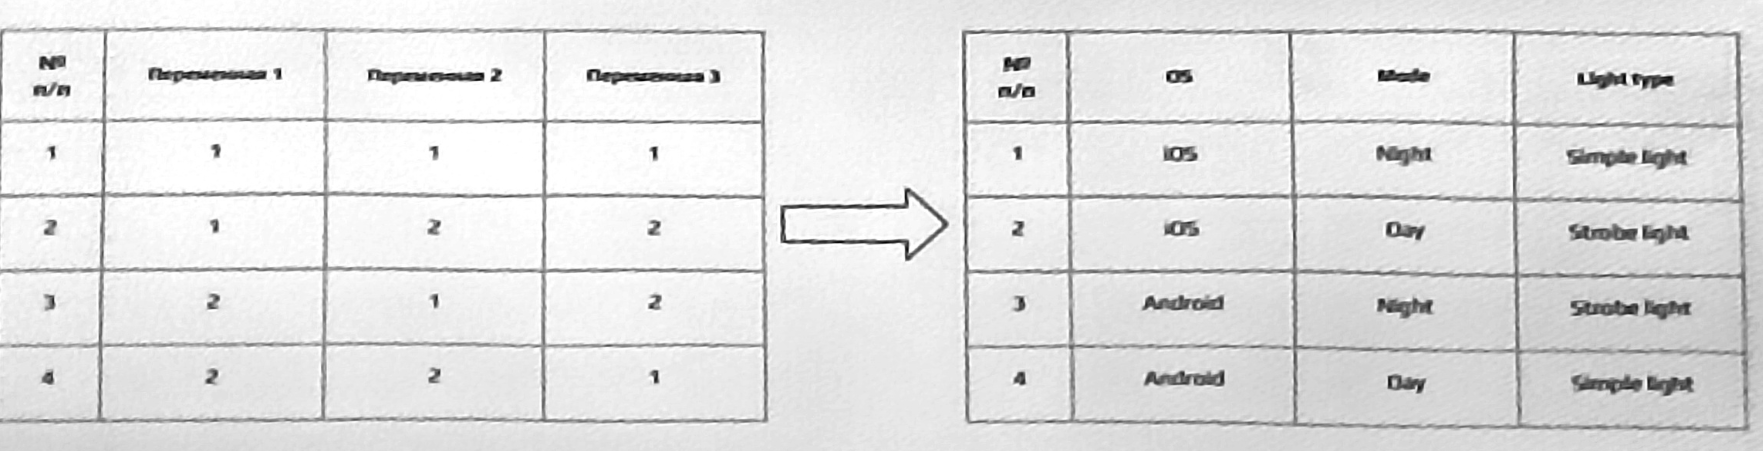 № п/п Переменная 1 Переменная 2 Переменная 3
1 1 1 1
2 1 2 2
3 2 1 2
4 2 2 1
№ п/п OS Mode Light type
1 iOS Night Simple light
2 iOS Day Strobe light
3 Android Night Strobe light
4 Android Day Simple light